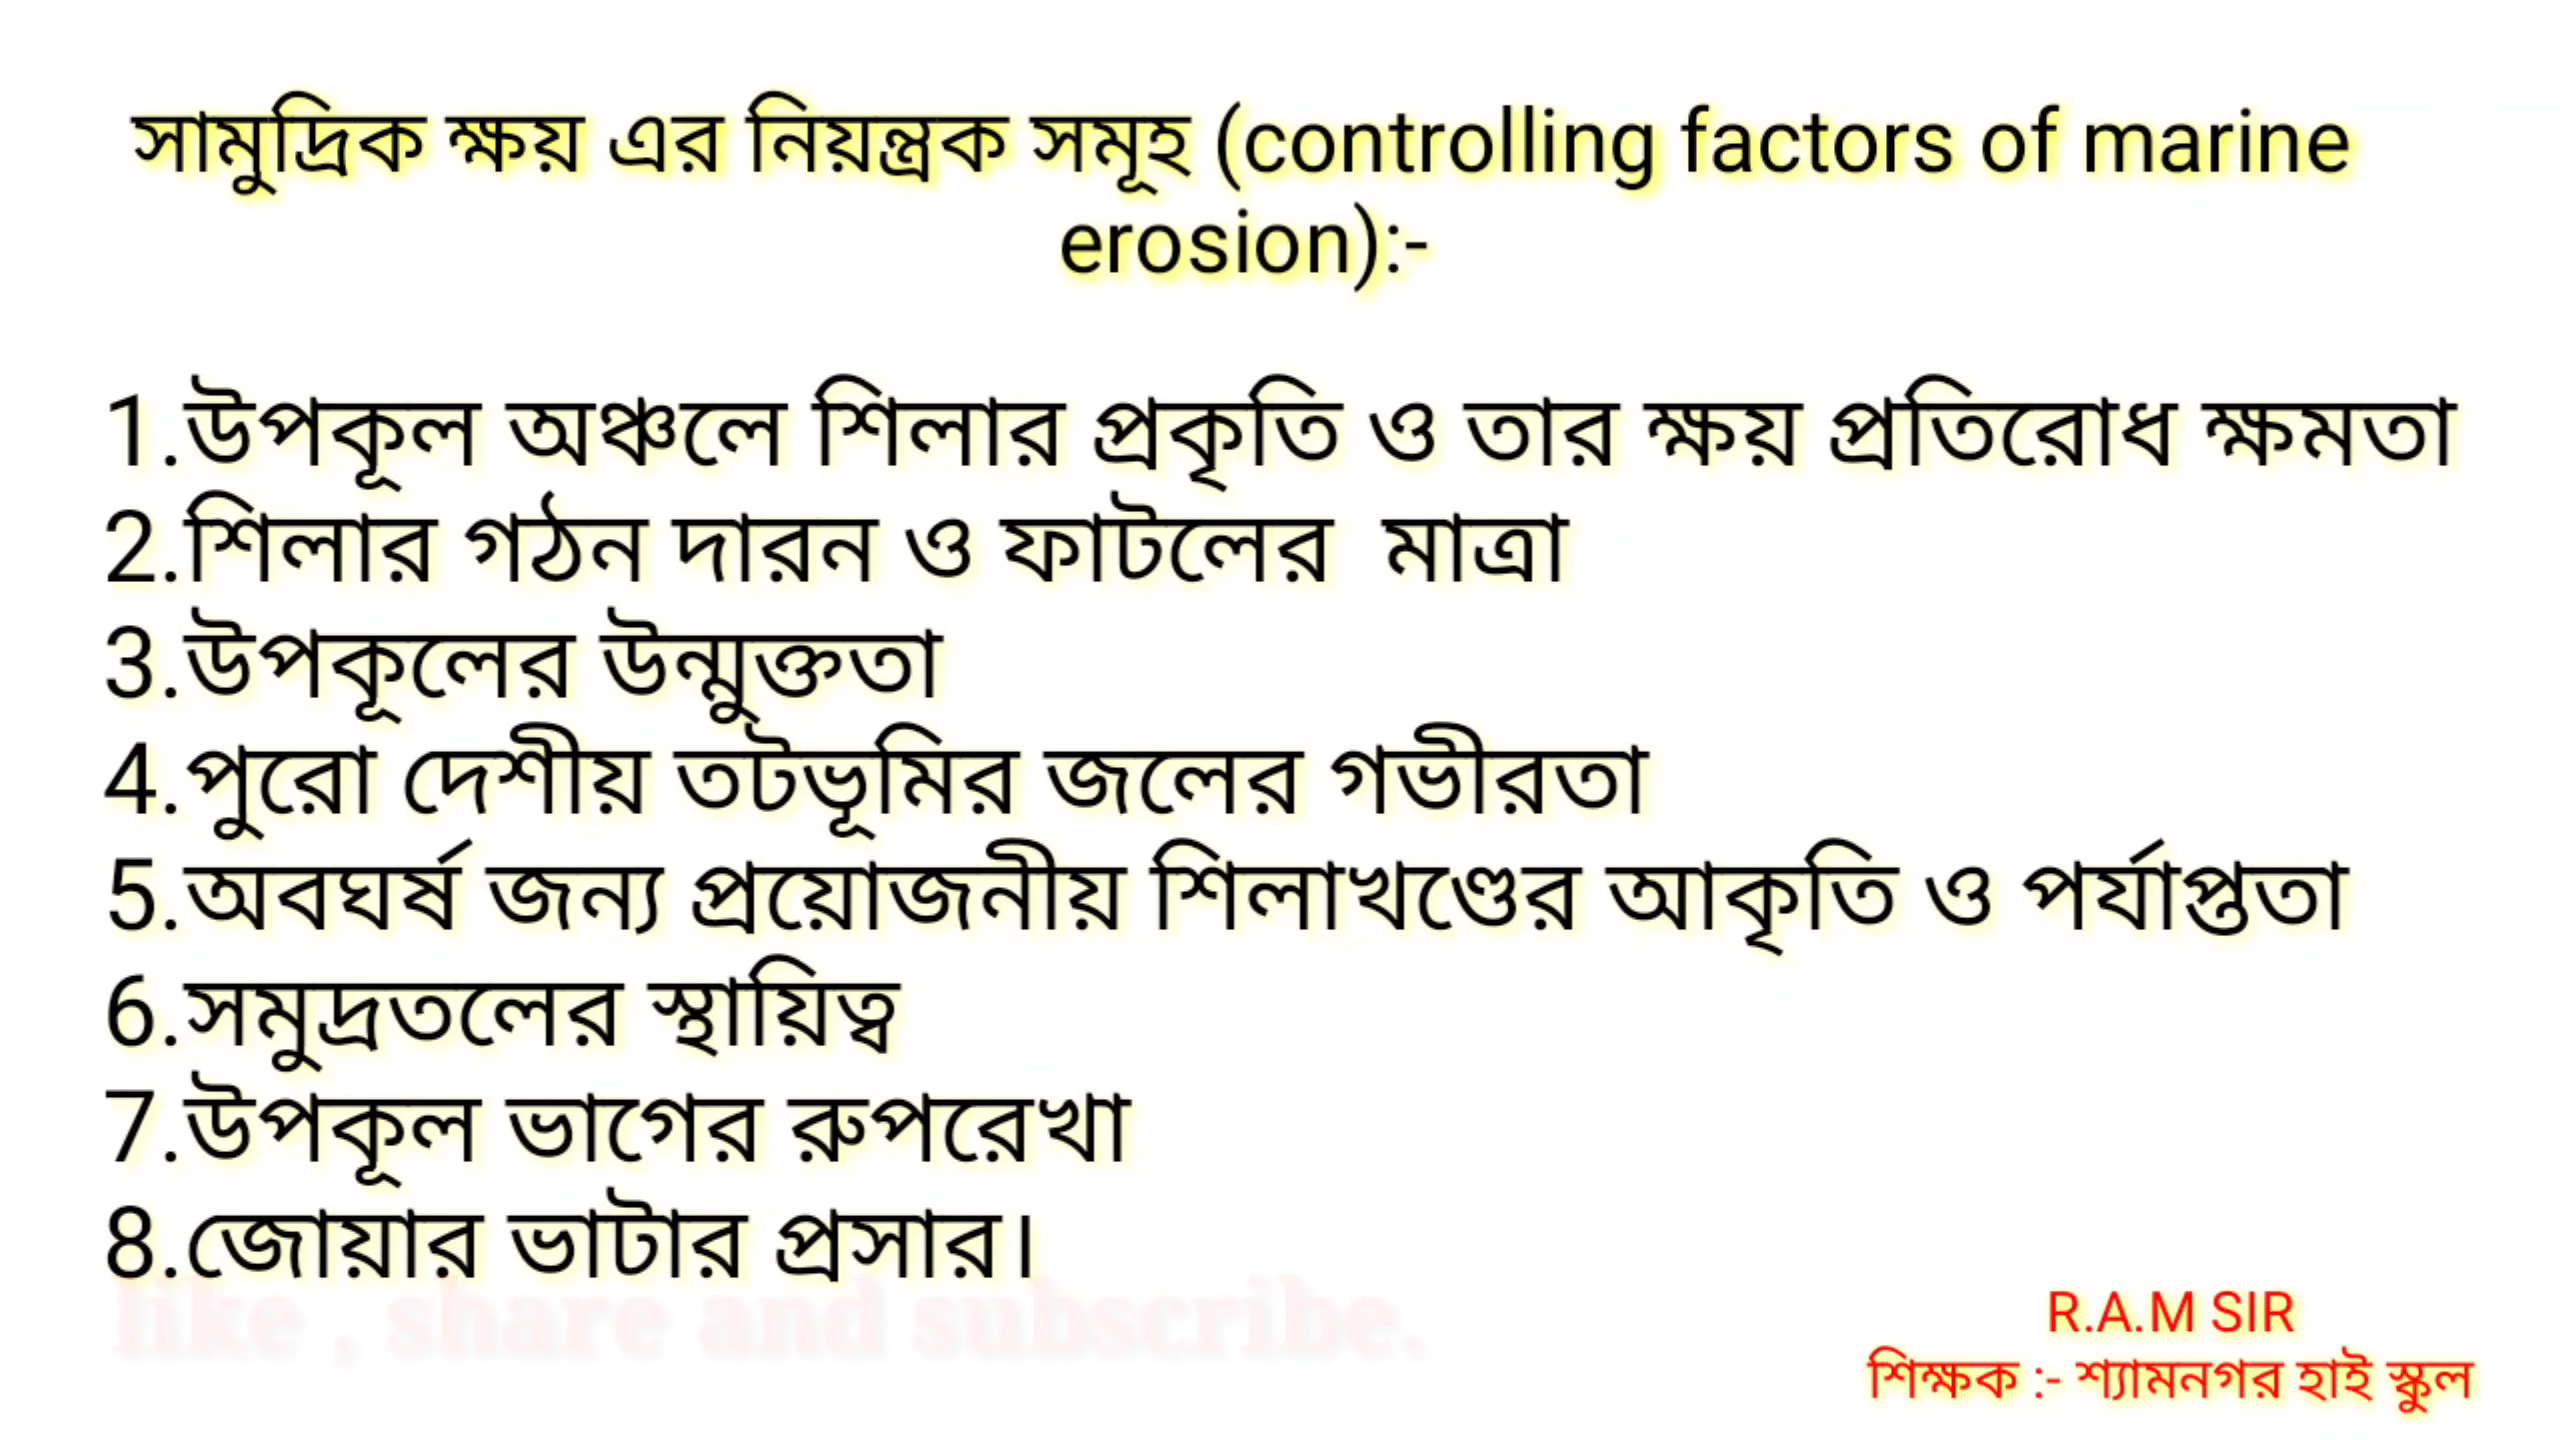 সামুদ্রিক ক্ষয় এর নিয়ন্ত্রক সমূহ (controlling factors of marine
erosion):-
1.উপকূল অঞ্চলে শিলার প্রকৃতি ও তার ক্ষয় প্রতিরোধ ক্ষমতা
2.শিলার গঠন দারন ও ফাটলের মাত্রা
3.উপকূলের উন্মুক্ততা
4.পুরো দেশীয় তটভূমির জলের গভীরতা
5.অবঘর্ষ জন্য প্রয়োজনীয় শিলাখণ্ডের আকৃতি ও পর্যাপ্ততা
6.সমুদ্রতলের স্থায়িত্ব
7.উপকূল ভাগের রুপরেখা
8.জোয়ার ভাটার প্রসার।
like , share and subscribe.
R.A.M SIR
শিক্ষক :- শ্যামনগর হাই স্কুল